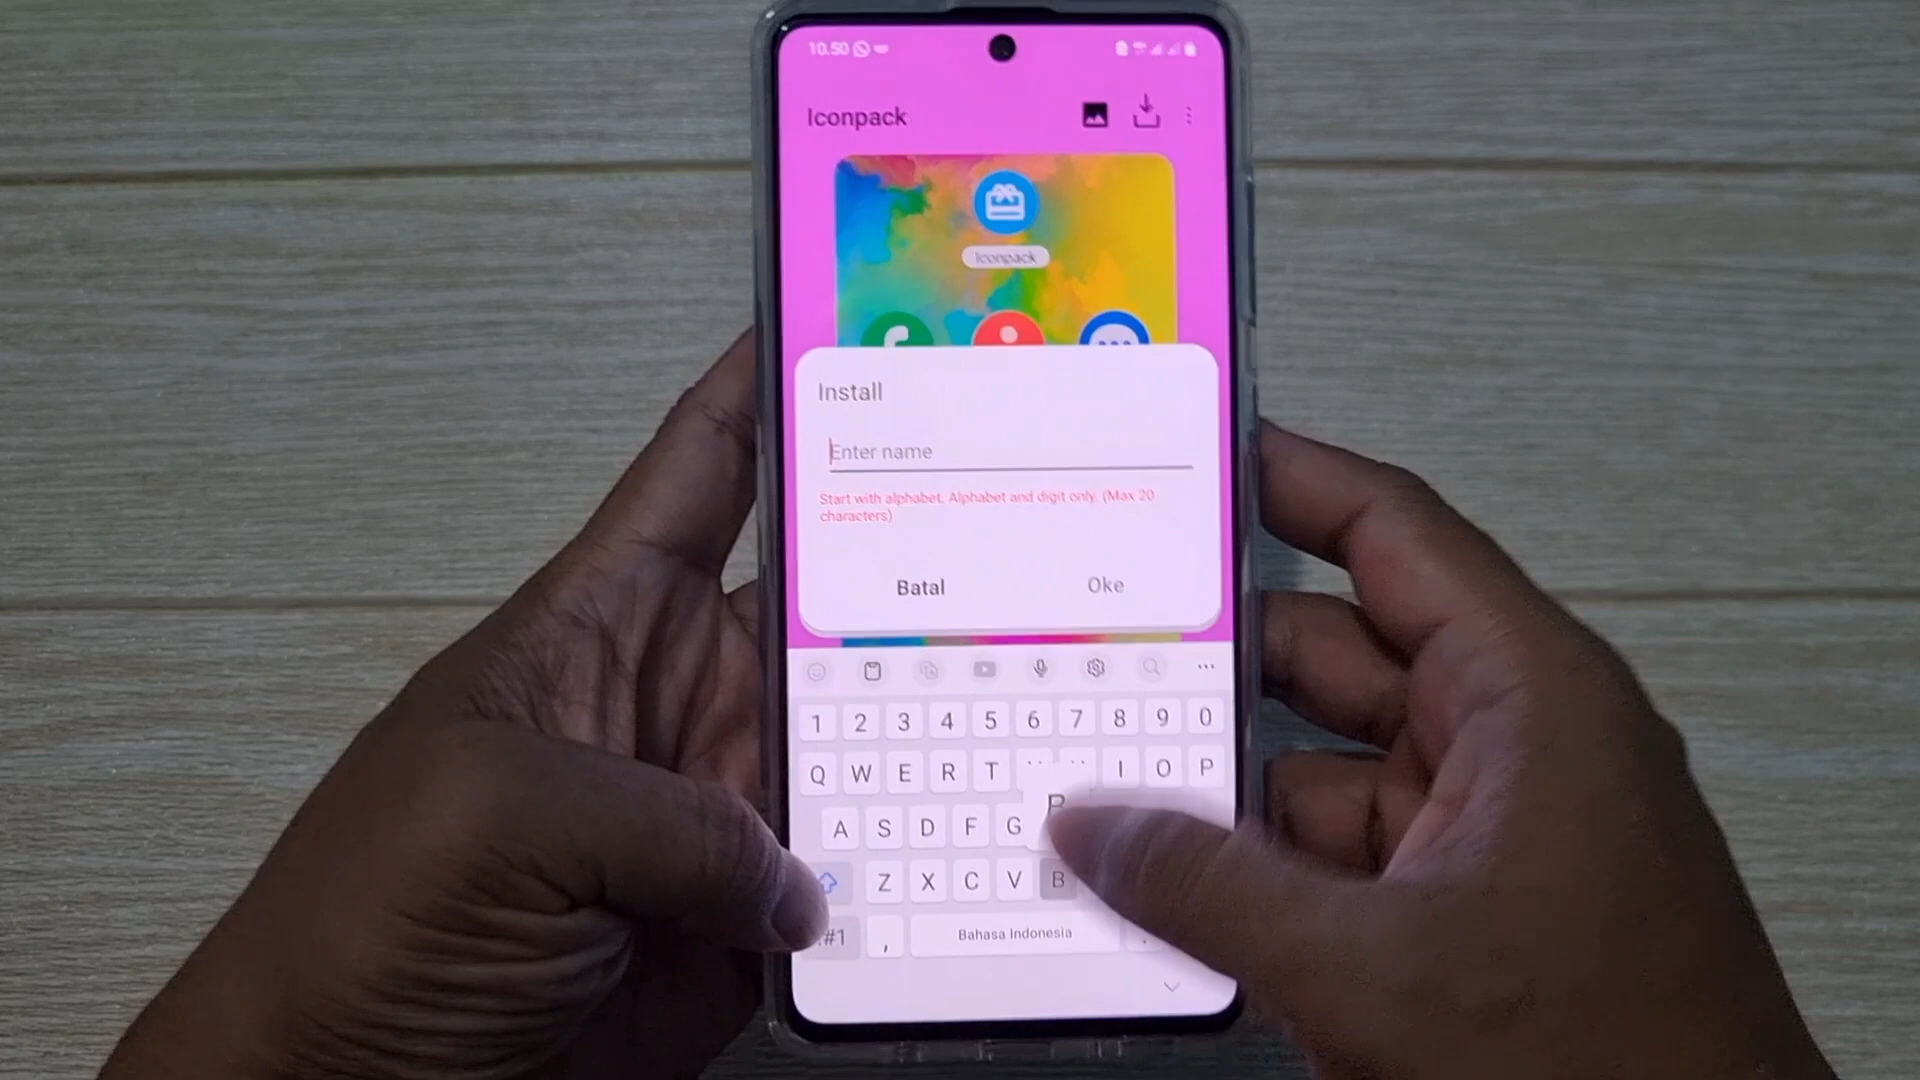 10.50
Iconpack
Iconpack
Install
Enter name
Start with alphabet. Alphabet and digit only. (Max 20
characters)
Batal
Oke
1 2 3 4 5 6 7 8 9 0
Q W E R T I O P
B
A S D F G
Z X C V B
#1 , Bahasa Indonesia .